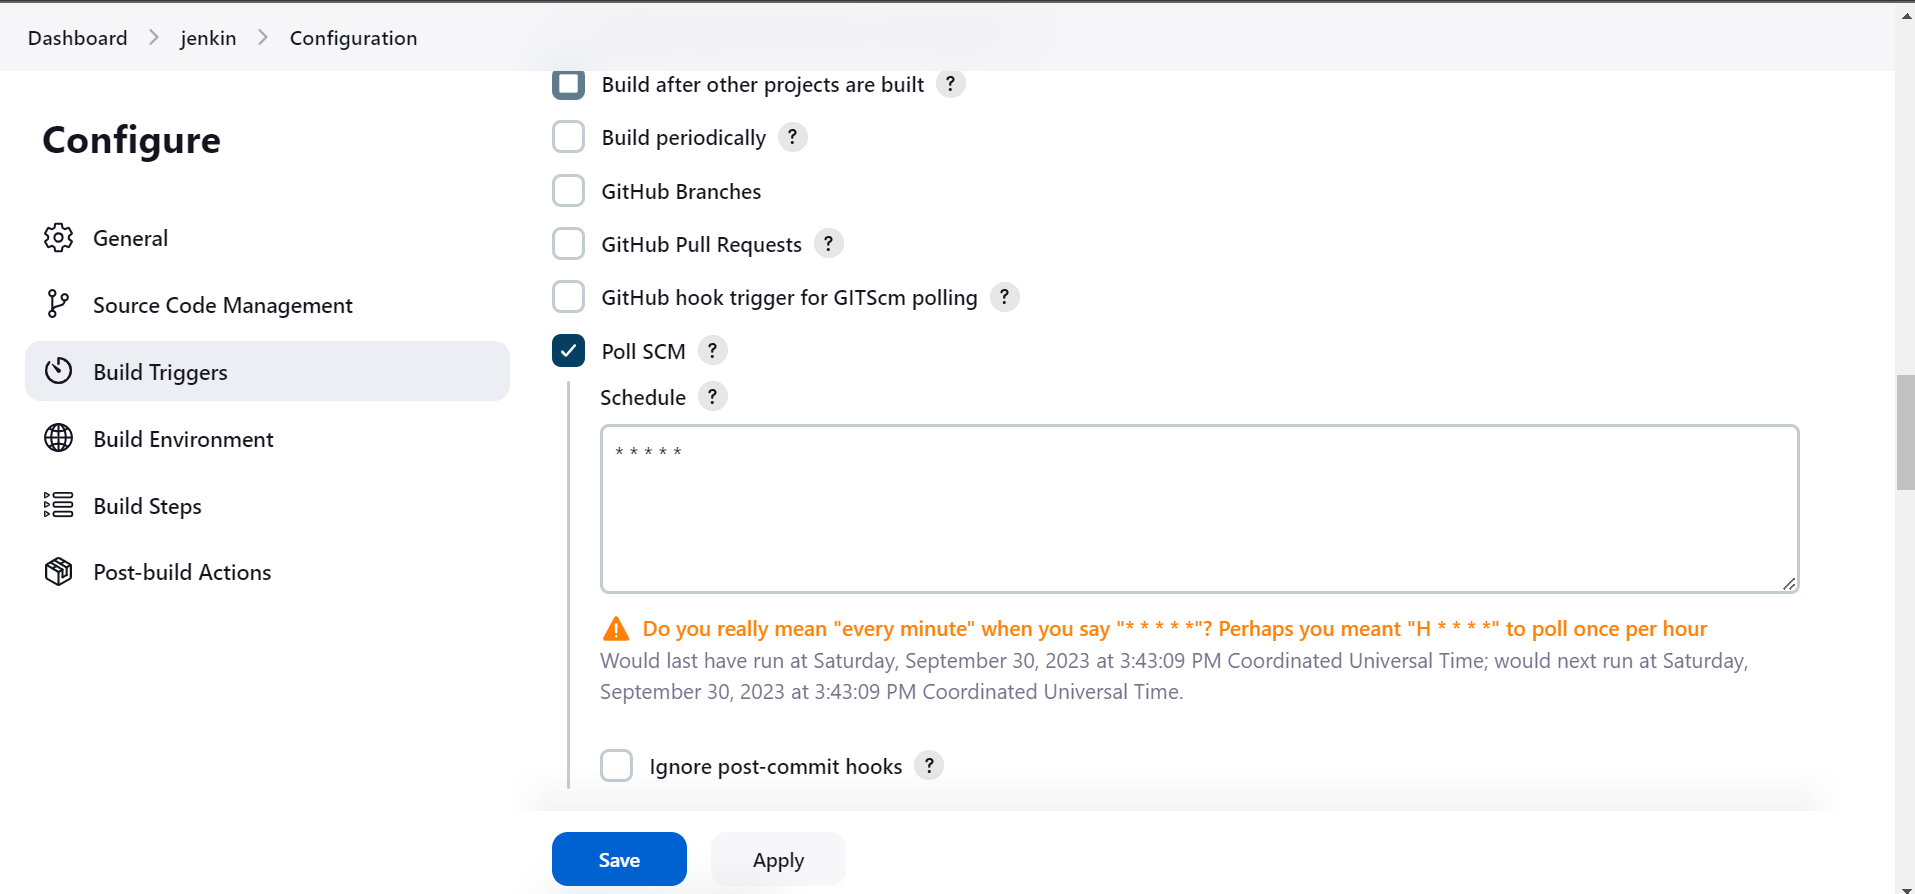 Dashboard > jenkin > Configuration
Configure
General
Source Code Management
Build Triggers
Build Environment
Build Steps
Post-build Actions
Build after other projects are built ?
Build periodically ?
GitHub Branches
GitHub Pull Requests ?
GitHub hook trigger for GITScm polling ?
Poll SCM ?
Schedule ?
* * * * *
Do you really mean "every minute" when you say "* * * * *"? Perhaps you meant "H * * * *" to poll once per hour
Would last have run at Saturday, September 30, 2023 at 3:43:09 PM Coordinated Universal Time; would next run at Saturday,
September 30, 2023 at 3:43:09 PM Coordinated Universal Time.
Ignore post-commit hooks ?
Save
Apply